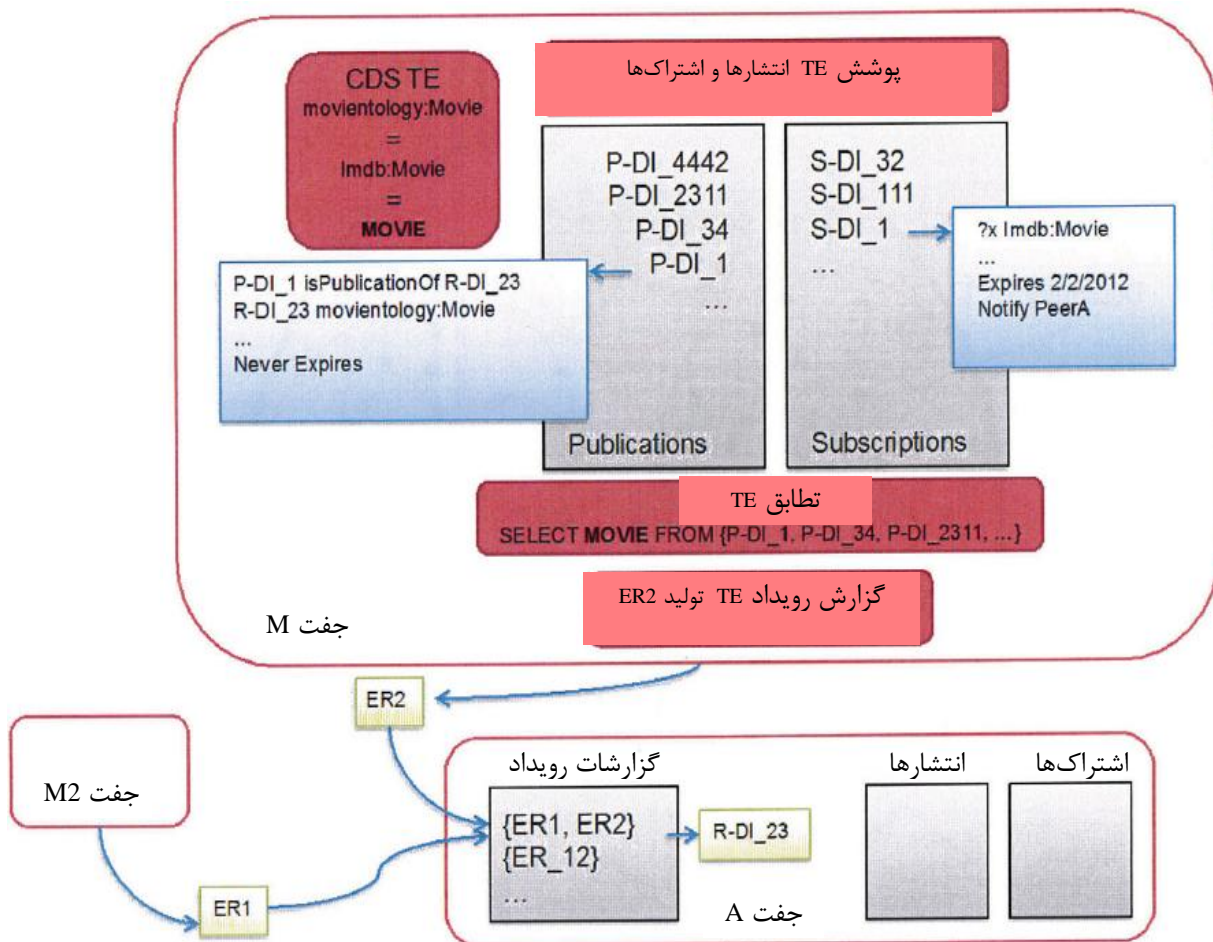 CDS TE
movientology:Movie
=
Imdb:Movie
=
MOVIE
پوشش TE انتشارها و اشتراک‌ها
P-DI_4442
P-DI_2311
P-DI_34
P-DI_1
...
Publications
S-DI_32
S-DI_111
S-DI_1
...
Subscriptions
?x Imdb:Movie
...
Expires 2/2/2012
Notify PeerA
P-DI_1 isPublicationOf R-DI_23
R-DI_23 movientology:Movie
...
Never Expires
تطابق TE
SELECT MOVIE FROM {P-DI_1, P-DI_34, P-DI_2311, ...}
گزارش رویداد TE تولید ER2
جفت M
ER2
جفت M2
ER1
گزارشات رویداد
انتشارها
اشتراک‌ها
{ER1, ER2}
{ER_12}
...
R-DI_23
جفت A